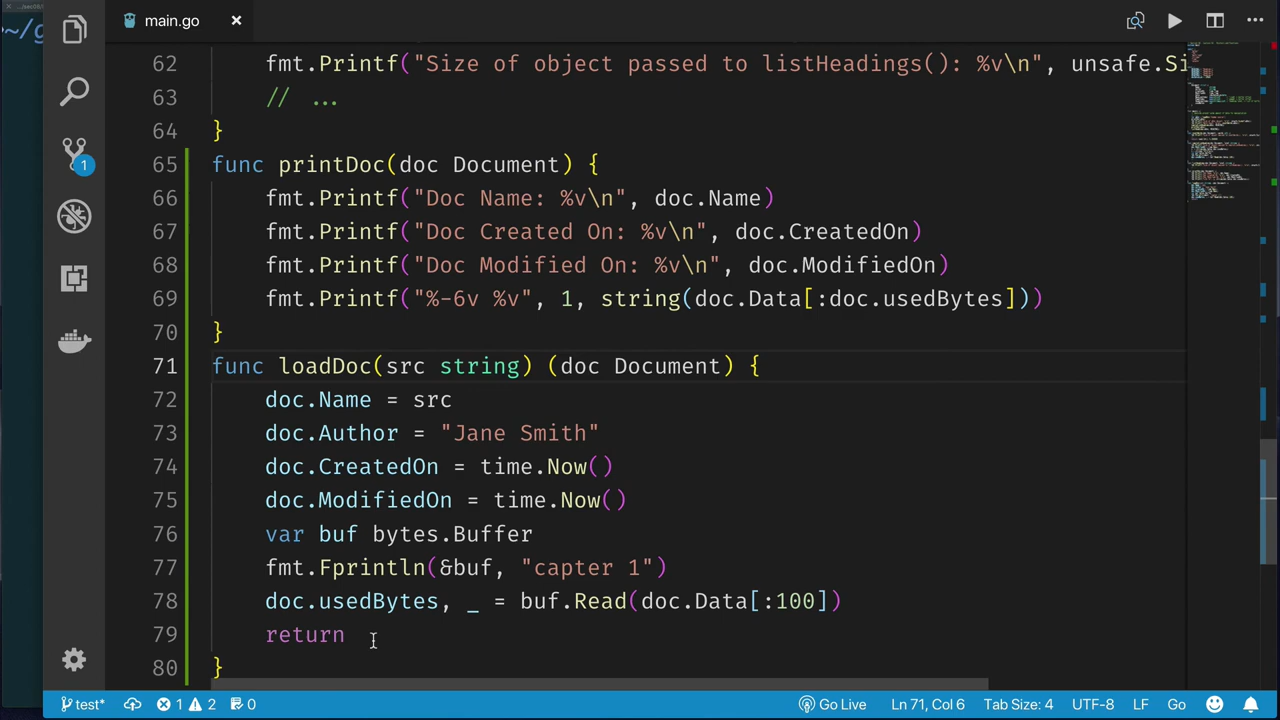 ~/g
main.go
62 fmt.Printf("Size of object passed to listHeadings(): %v\n", unsafe.Si
63 // ...
64 }
65 func printDoc(doc Document) {
66 fmt.Printf("Doc Name: %v\n", doc.Name)
67 fmt.Printf("Doc Created On: %v\n", doc.CreatedOn)
68 fmt.Printf("Doc Modified On: %v\n", doc.ModifiedOn)
69 fmt.Printf("%-6v %v", 1, string(doc.Data[:doc.usedBytes]))
70 }
71 func loadDoc(src string) (doc Document) {
72 doc.Name = src
73 doc.Author = "Jane Smith"
74 doc.CreatedOn = time.Now()
75 doc.ModifiedOn = time.Now()
76 var buf bytes.Buffer
77 fmt.Fprintln(&buf, "capter 1")
78 doc.usedBytes, _ = buf.Read(doc.Data[:100])
79 return
80 }
1
test* 1 2 0 Go Live Ln 71, Col 6 Tab Size: 4 UTF-8 LF Go